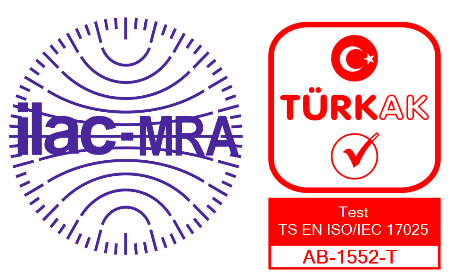 ilac-MRA
TÜRKAK
Test
TS EN ISO/IEC 17025
AB-1552-T